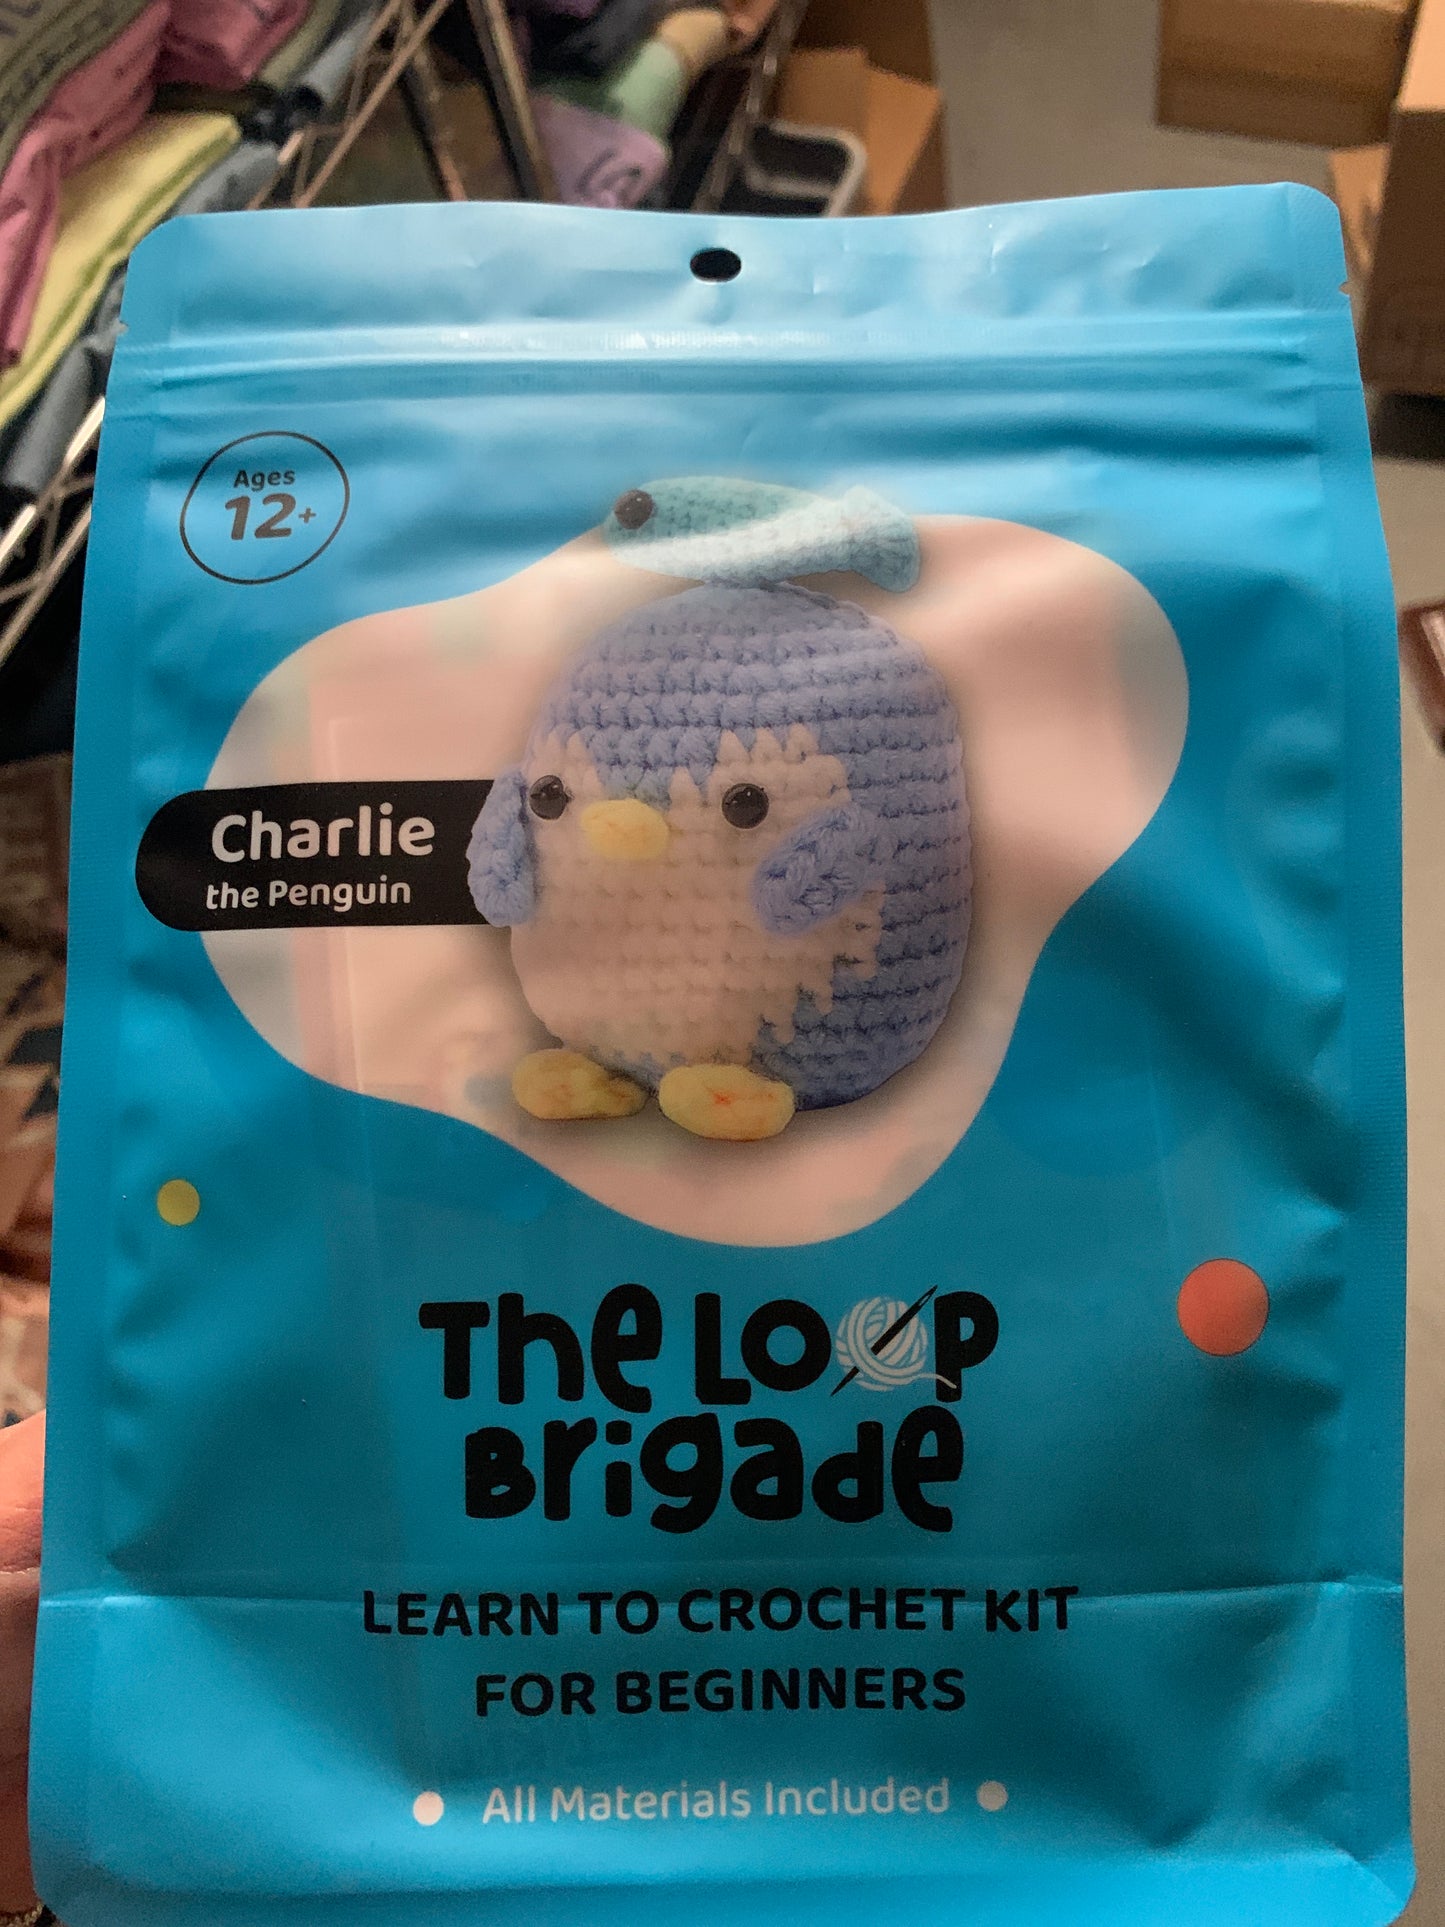 Ages
12+
Charlie
the Penguin
The Loop
Brigade
LEARN TO CROCHET KIT
FOR BEGINNERS
All Materials Included